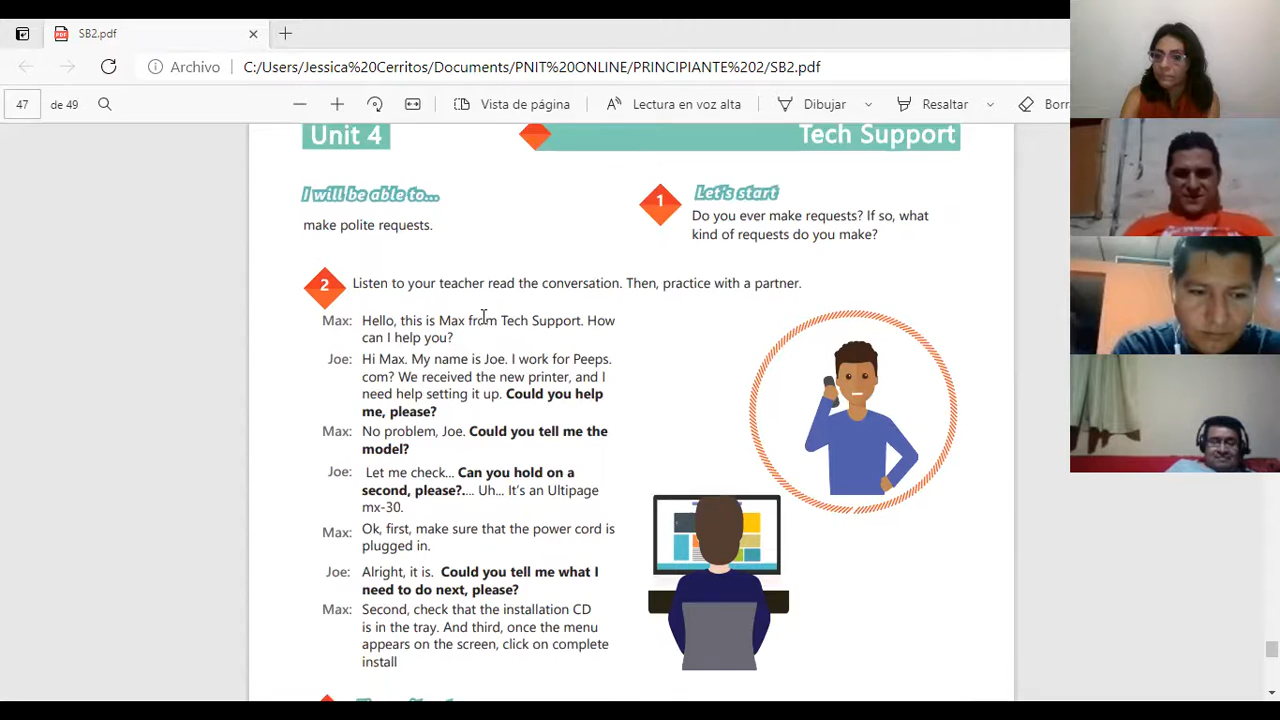 SB2.pdf
Archivo C:/Users/Jessica%20Cerritos/Documents/PNIT%20ONLINE/PRINCIPIANTE%202/SB2.pdf
47 de 49 Vista de página Lectura en voz alta Dibujar Resaltar Borr
Unit 4 Tech Support
I will be able to...
make polite requests.
1 Let's start
Do you ever make requests? If so, what
kind of requests do you make?
2 Listen to your teacher read the conversation. Then, practice with a partner.
Max: Hello, this is Max from Tech Support. How
can I help you?
Joe: Hi Max. My name is Joe. I work for Peeps.
com? We received the new printer, and I
need help setting it up. Could you help
me, please?
Max: No problem, Joe. Could you tell me the
model?
Joe: Let me check... Can you hold on a
second, please?.... Uh... It's an Ultipage
mx-30.
Max: Ok, first, make sure that the power cord is
plugged in.
Joe: Alright, it is. Could you tell me what I
need to do next, please?
Max: Second, check that the installation CD
is in the tray. And third, once the menu
appears on the screen, click on complete
install